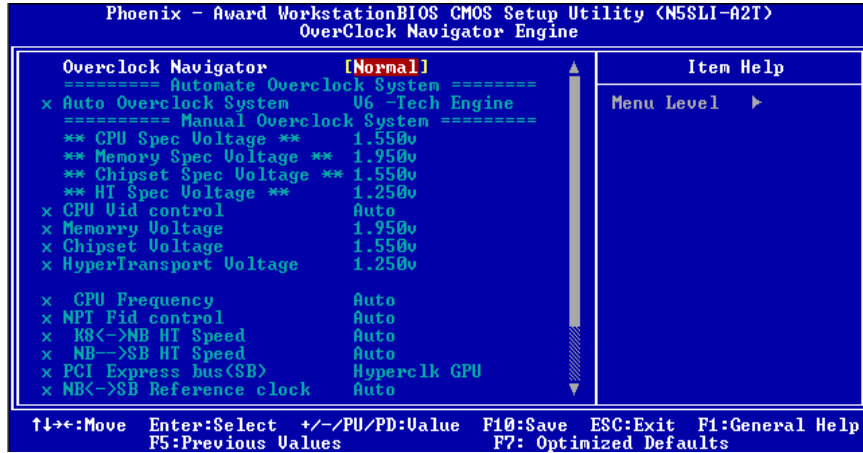 Phoenix - Award WorkstationBIOS CMOS Setup Utility (N5SLI-A2T)
OverClock Navigator Engine
Overclock Navigator [Normal]
========= Automate Overclock System ========
x Auto Overclock System V6 -Tech Engine
========== Manual Overclock System =========
** CPU Spec Voltage ** 1.550v
** Memory Spec Voltage ** 1.950v
** Chipset Spec Voltage ** 1.550v
** HT Spec Voltage ** 1.250v
x CPU Vid control Auto
x Memorry Voltage 1.950v
x Chipset Voltage 1.550v
x HyperTransport Voltage 1.250v
x CPU Frequency Auto
x NPT Fid control Auto
x K8<->NB HT Speed Auto
x NB-->SB HT Speed Auto
x PCI Express bus(SB) Hyperclk GPU
x NB<->SB Reference clock Auto
Item Help
Menu Level ►
↑↓→←:Move Enter:Select +/-/PU/PD:Value F10:Save ESC:Exit F1:General Help
F5:Previous Values F7: Optimized Defaults